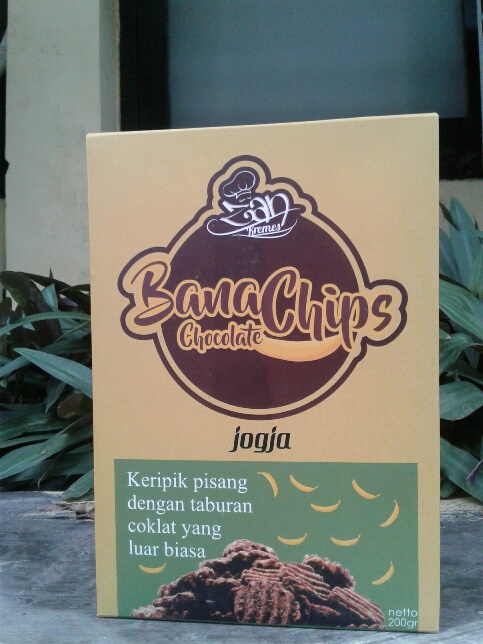 Zan
Kremes
BanaChips
Chocolate
jogja
Keripik pisang
dengan taburan
coklat yang
luar biasa
netto
200gr